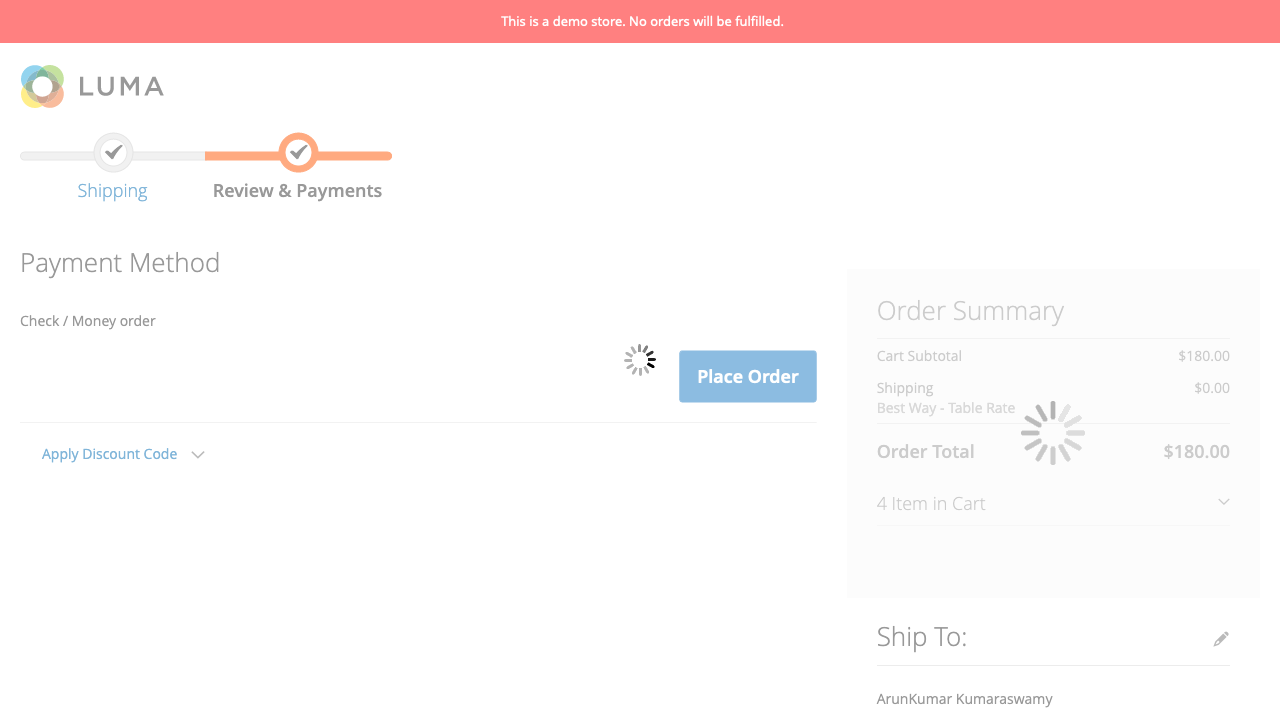 This is a demo store. No orders will be fulfilled.
LUMA
Shipping
Review & Payments
Payment Method
Check / Money order
Place Order
Apply Discount Code
Order Summary
Cart Subtotal $180.00
Shipping $0.00
Best Way - Table Rate
Order Total $180.00
4 Item in Cart
Ship To:
ArunKumar Kumaraswamy